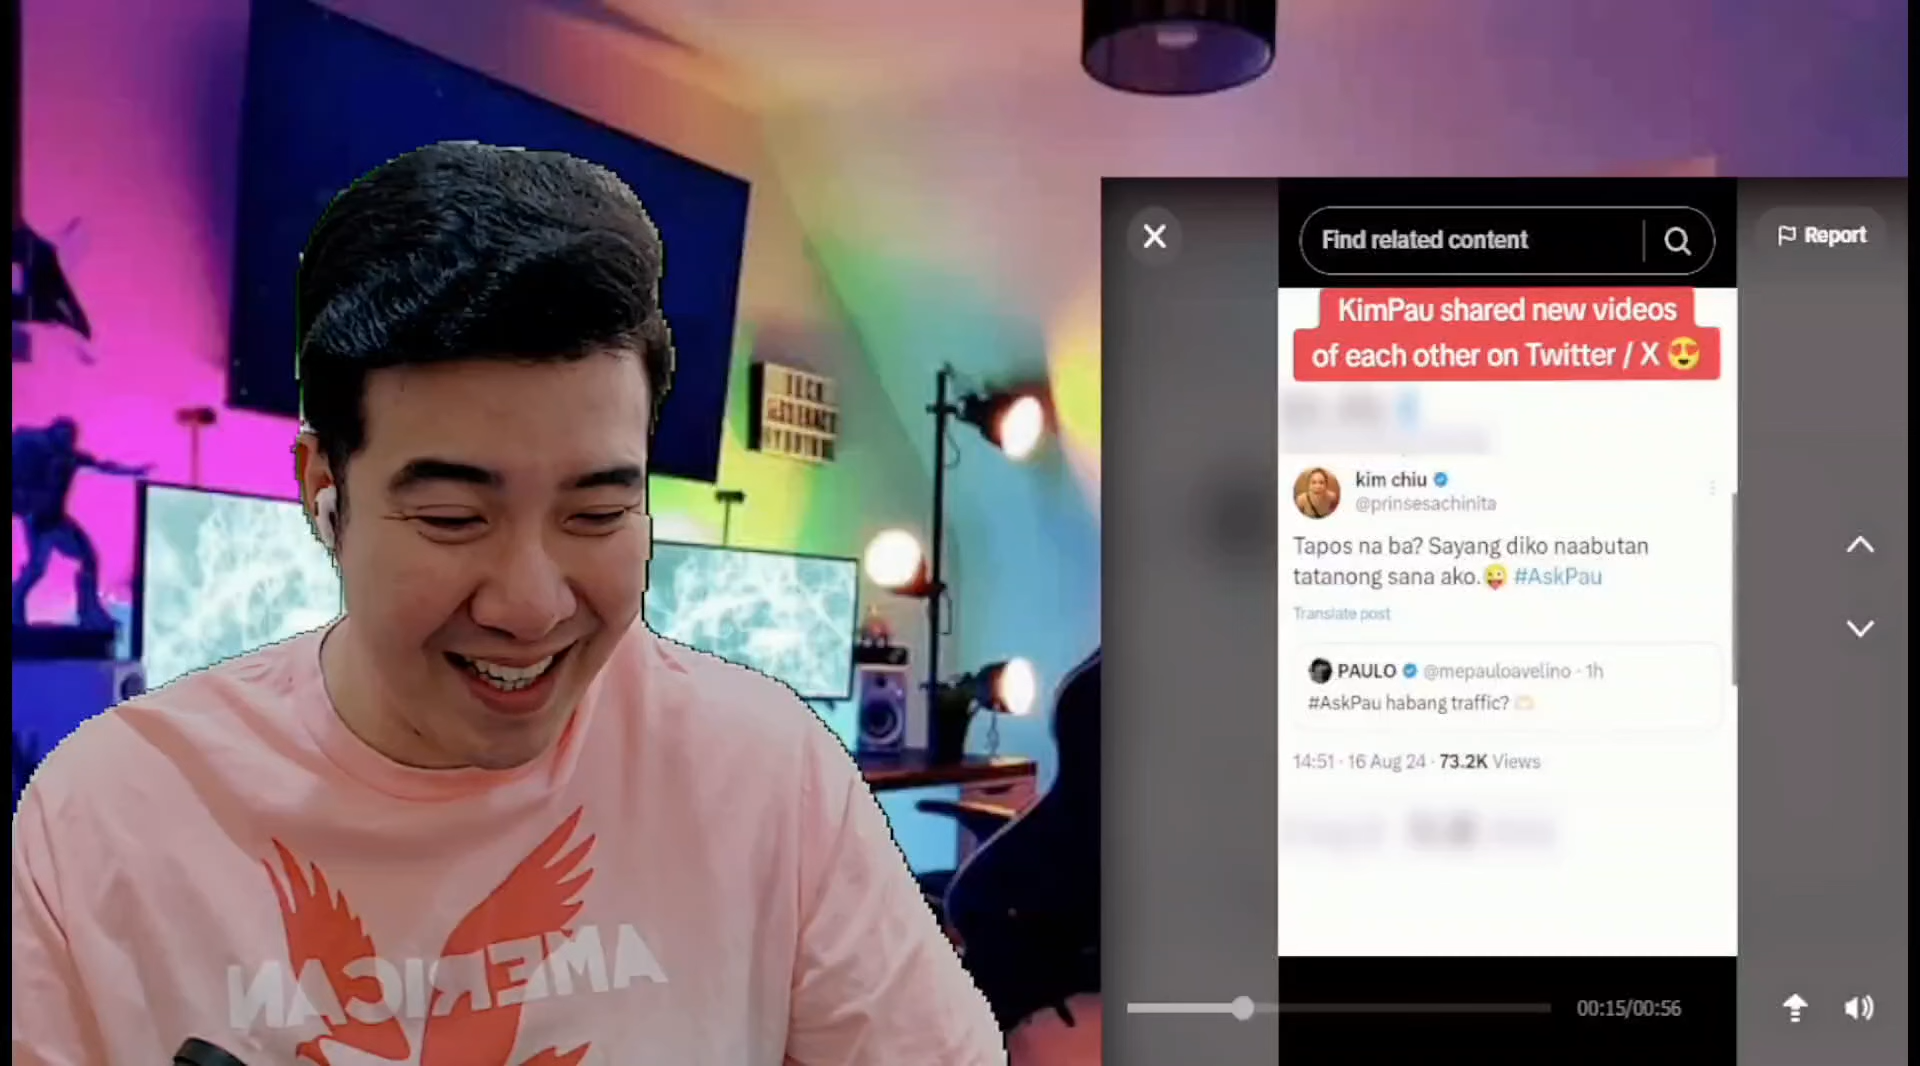 Find related content
Report
KimPau shared new videos
of each other on Twitter / X 😍
kim chiu
@prinsesachinita
Tapos na ba? Sayang diko naabutan
tatanong sana ako.😜 #AskPau
Translate post
PAULO @mepauloavelino · 1h
#AskPau habang traffic? 🫶🏻
14:51 · 16 Aug 24 · 73.2K Views
00:15/00:56
AMERICAN